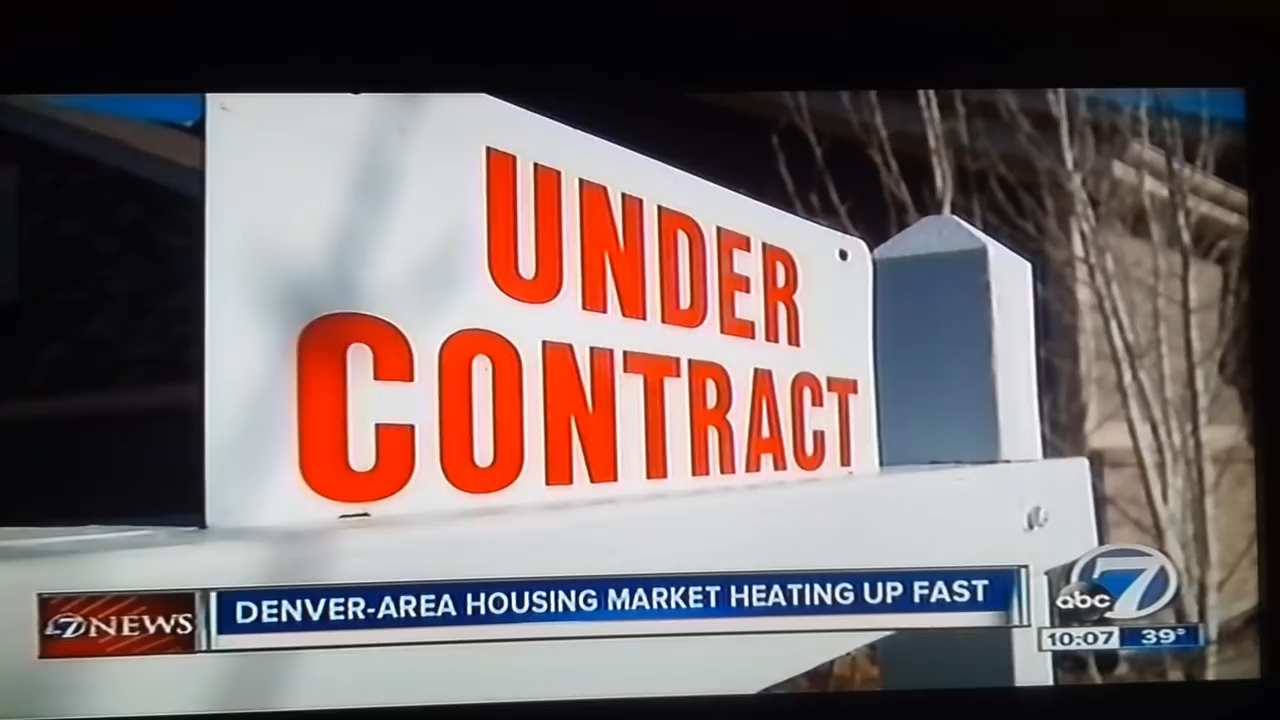 UNDER
CONTRACT
7NEWS
DENVER-AREA HOUSING MARKET HEATING UP FAST
abc 7
10:07 39°